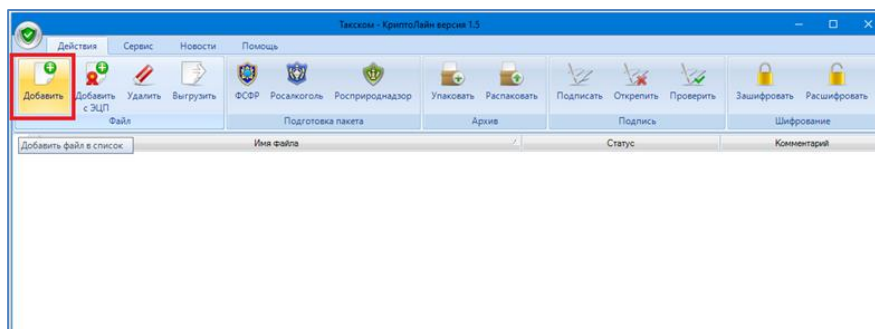 Такском - КриптоЛайн версия 1.5
Действия Сервис Новости Помощь
Добавить Добавить с ЭЦП Удалить Выгрузить ФСФР Росалкоголь Росприроднадзор Упаковать Распаковать Подписать Открепить Проверить Зашифровать Расшифровать
Файл Подготовка пакета Архив Подпись Шифрование
Добавить файл в список Имя файла Статус Комментарий